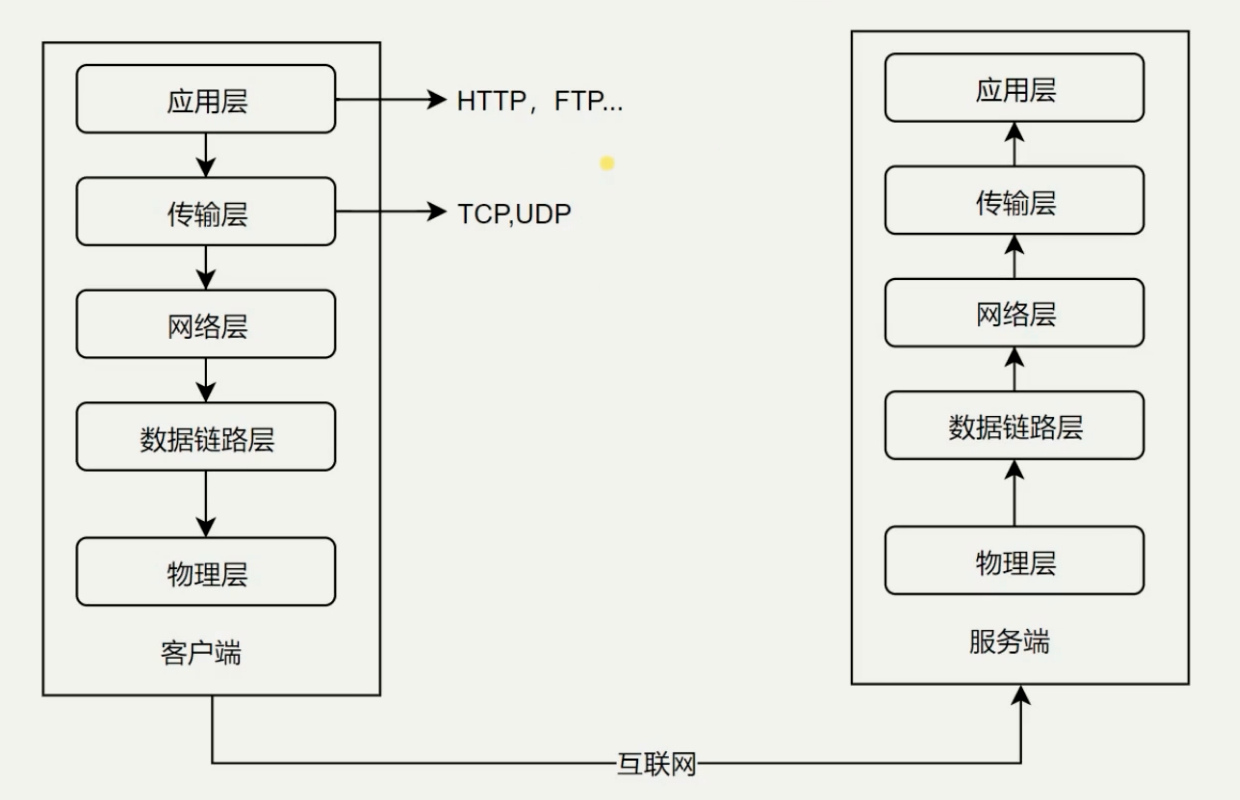 应用层
HTTP，FTP...
传输层
TCP,UDP
网络层
数据链路层
物理层
客户端
应用层
传输层
网络层
数据链路层
物理层
服务端
互联网